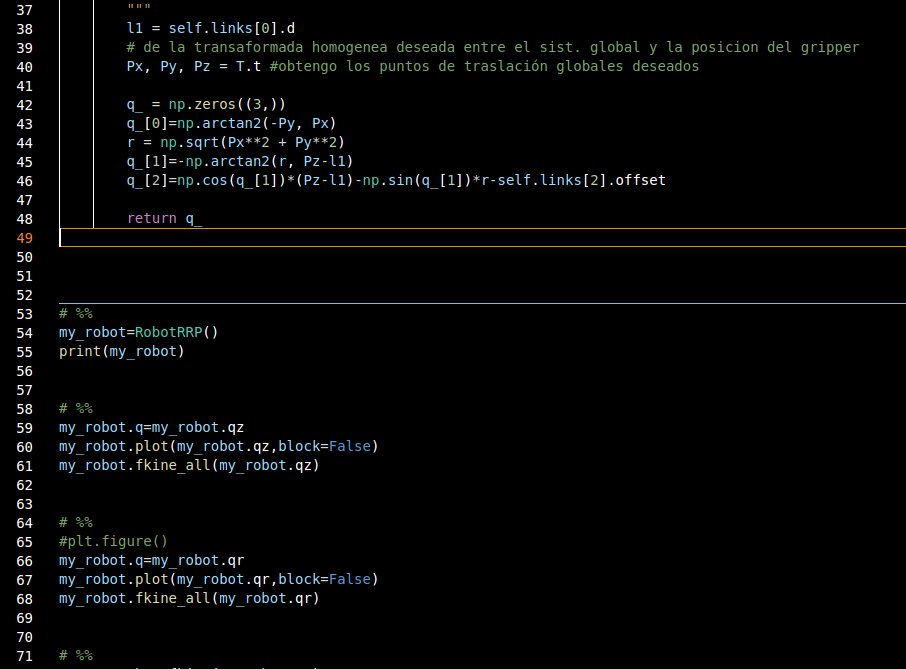 37 """
38 l1 = self.links[0].d
39 # de la transaformada homogenea deseada entre el sist. global y la posicion del gripper
40 Px, Py, Pz = T.t #obtengo los puntos de traslación globales deseados
41
42 q_ = np.zeros((3,))
43 q_[0]=np.arctan2(-Py, Px)
44 r = np.sqrt(Px**2 + Py**2)
45 q_[1]=-np.arctan2(r, Pz-l1)
46 q_[2]=np.cos(q_[1])*(Pz-l1)-np.sin(q_[1])*r-self.links[2].offset
47
48 return q_
49
50
51
52
53 # %%
54 my_robot=RobotRRP()
55 print(my_robot)
56
57
58 # %%
59 my_robot.q=my_robot.qz
60 my_robot.plot(my_robot.qz,block=False)
61 my_robot.fkine_all(my_robot.qz)
62
63
64 # %%
65 #plt.figure()
66 my_robot.q=my_robot.qr
67 my_robot.plot(my_robot.qr,block=False)
68 my_robot.fkine_all(my_robot.qr)
69
70
71 # %%